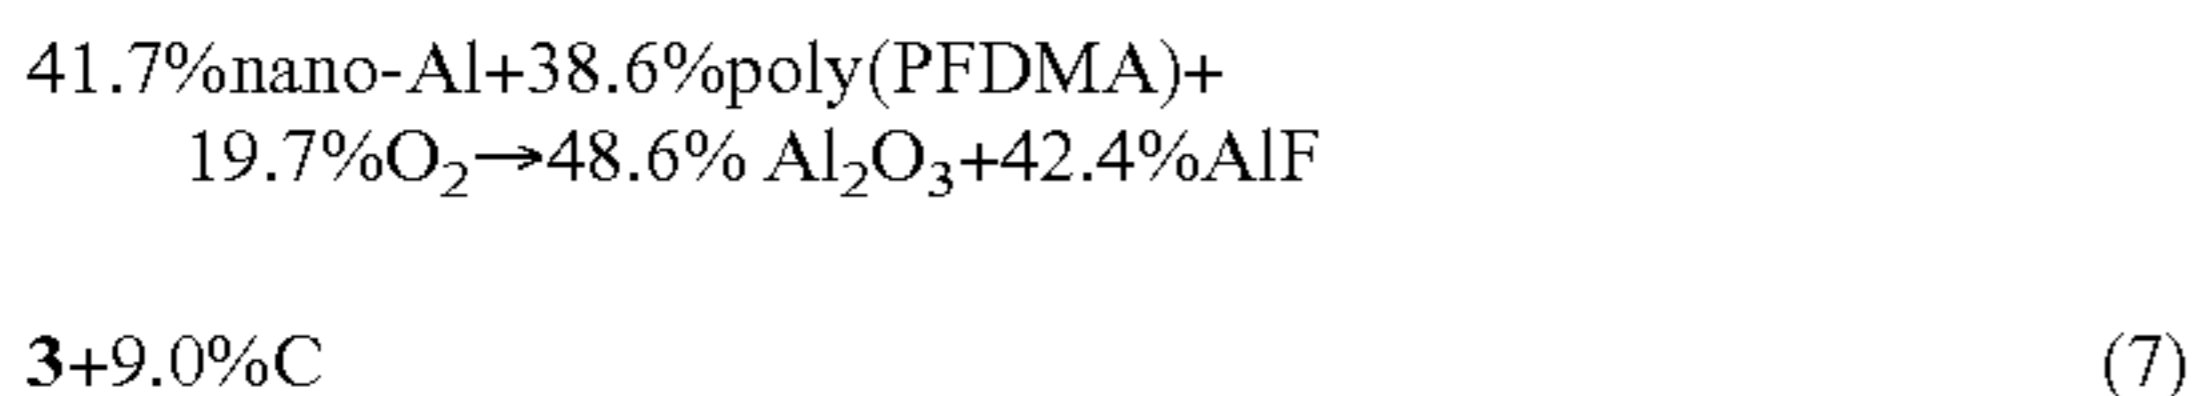 41.7%nano-Al+38.6%poly(PFDMA)+
19.7%O₂→48.6% Al₂O₃+42.4%AlF
3+9.0%C (7)